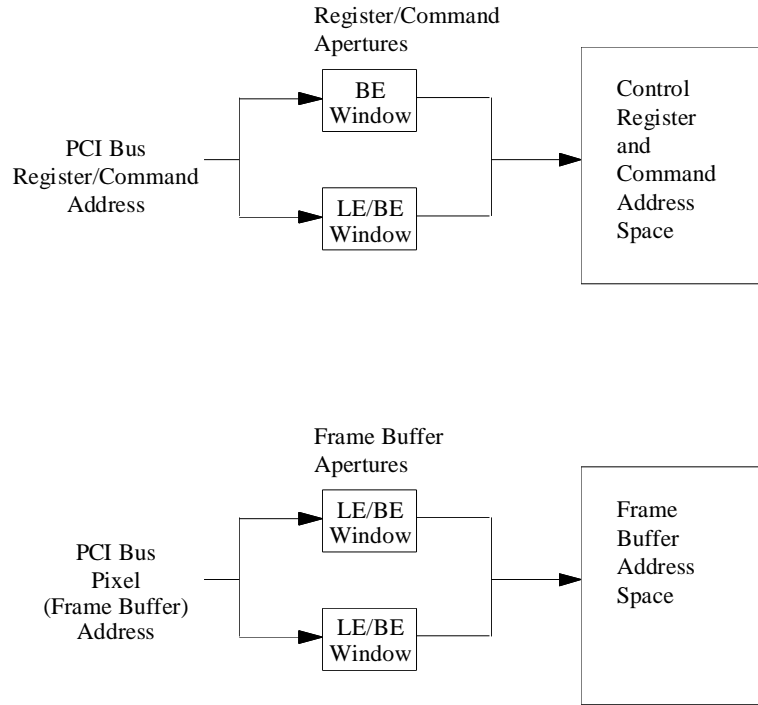 Register/Command
Apertures
BE
Window
PCI Bus
Register/Command
Address
LE/BE
Window
Control
Register
and
Command
Address
Space
Frame Buffer
Apertures
LE/BE
Window
PCI Bus
Pixel
(Frame Buffer)
Address
LE/BE
Window
Frame
Buffer
Address
Space